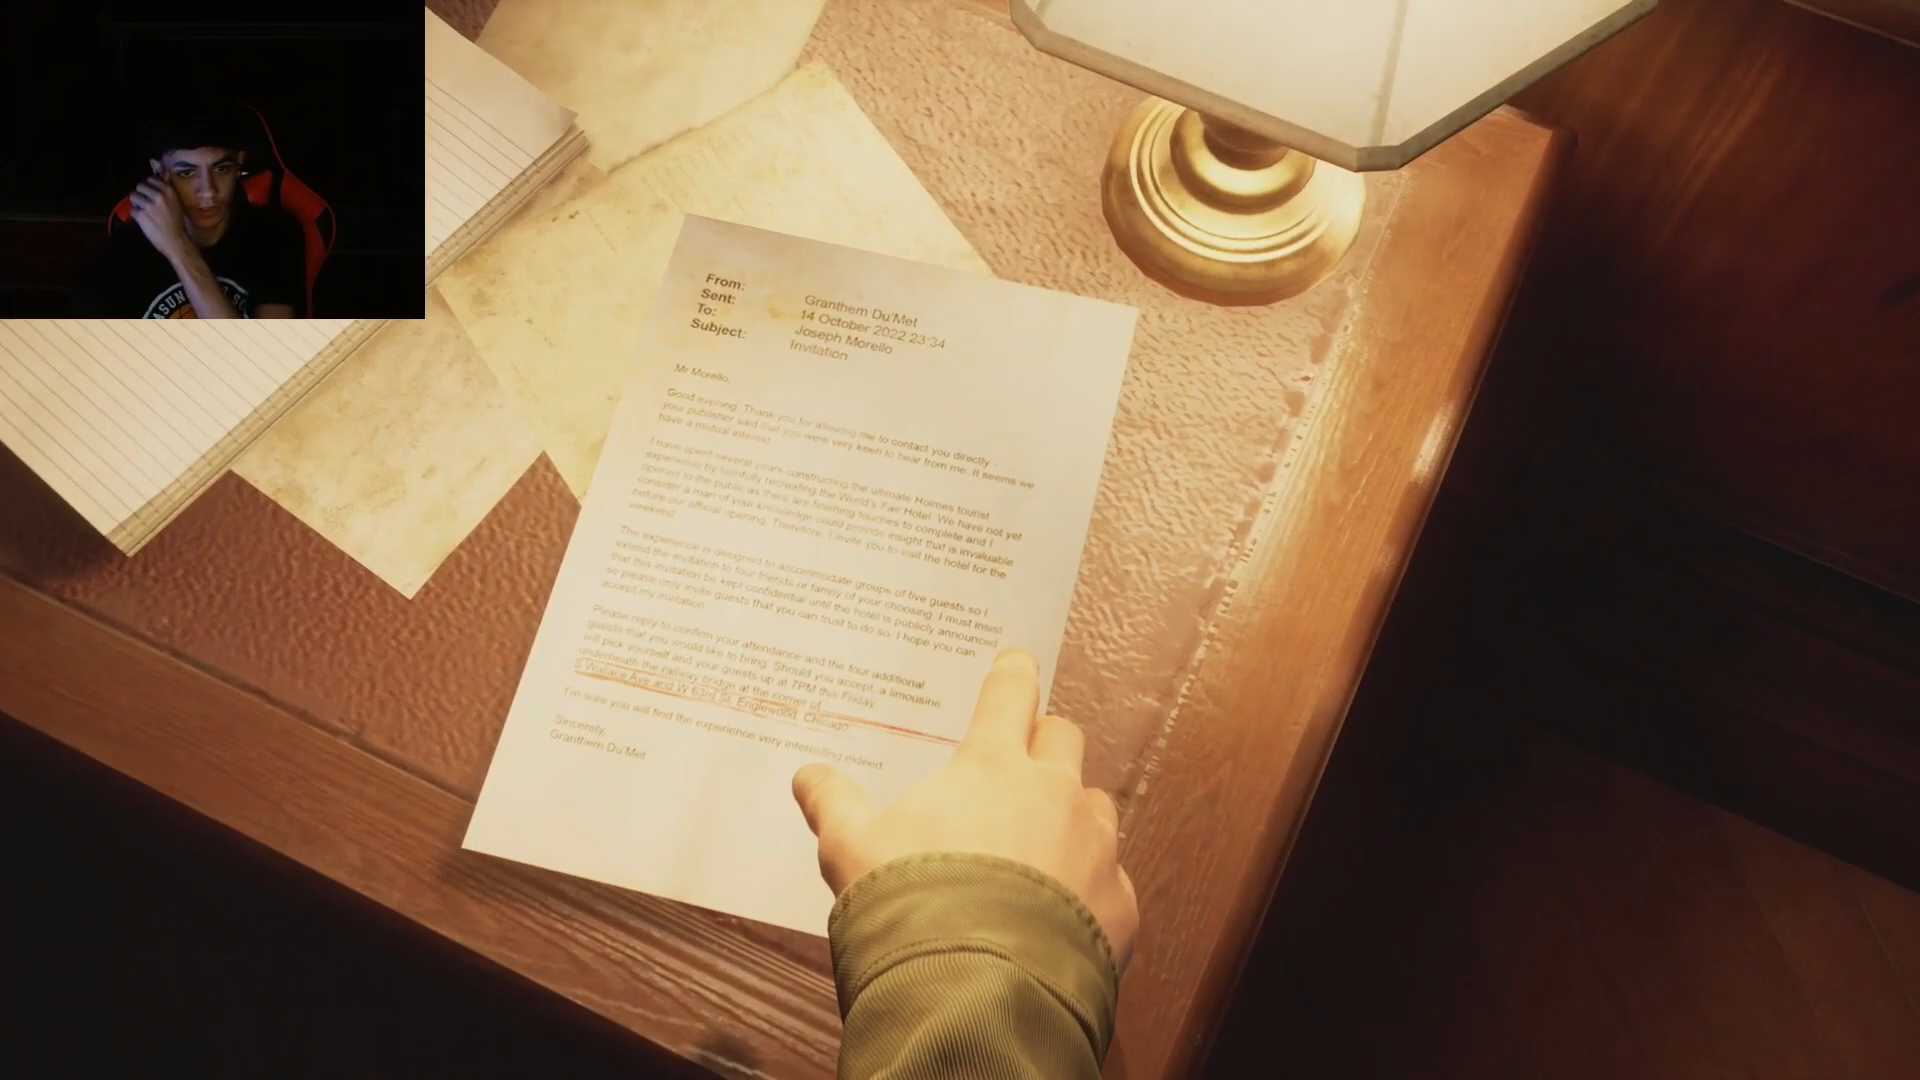 From: Granthem Du'Met
Sent: 14 October 2022 23:34
To: Joseph Morello
Subject: Invitation
Mr Morello,
Good evening. Thank you for allowing me to contact you directly -
your publisher said that you were very keen to hear from me. It seems we
have a mutual interest.
I have spent several years constructing the ultimate Holmes tourist
experience by faithfully recreating the World's Fair Hotel. We have not yet
opened to the public as there are finishing touches to complete and I
consider a man of your knowledge could provide insight that is invaluable
before our official opening. Therefore, I invite you to visit the hotel for the
weekend.
The experience is designed to accommodate groups of five guests so I
extend the invitation to four friends or family of your choosing. I must insist
that this invitation be kept confidential until the hotel is publicly announced
so please only invite guests that you can trust to do so. I hope you can
accept my invitation.
Please reply to confirm your attendance and the four additional
guests that you would like to bring. Should you accept, a limousine
will pick yourself and your guests up at 7PM this Friday,
underneath the railway bridge at the corner of
S Wallace Ave and W 63rd St, Englewood, Chicago.
I'm sure you will find the experience very interesting indeed.
Sincerely,
Granthem Du'Met